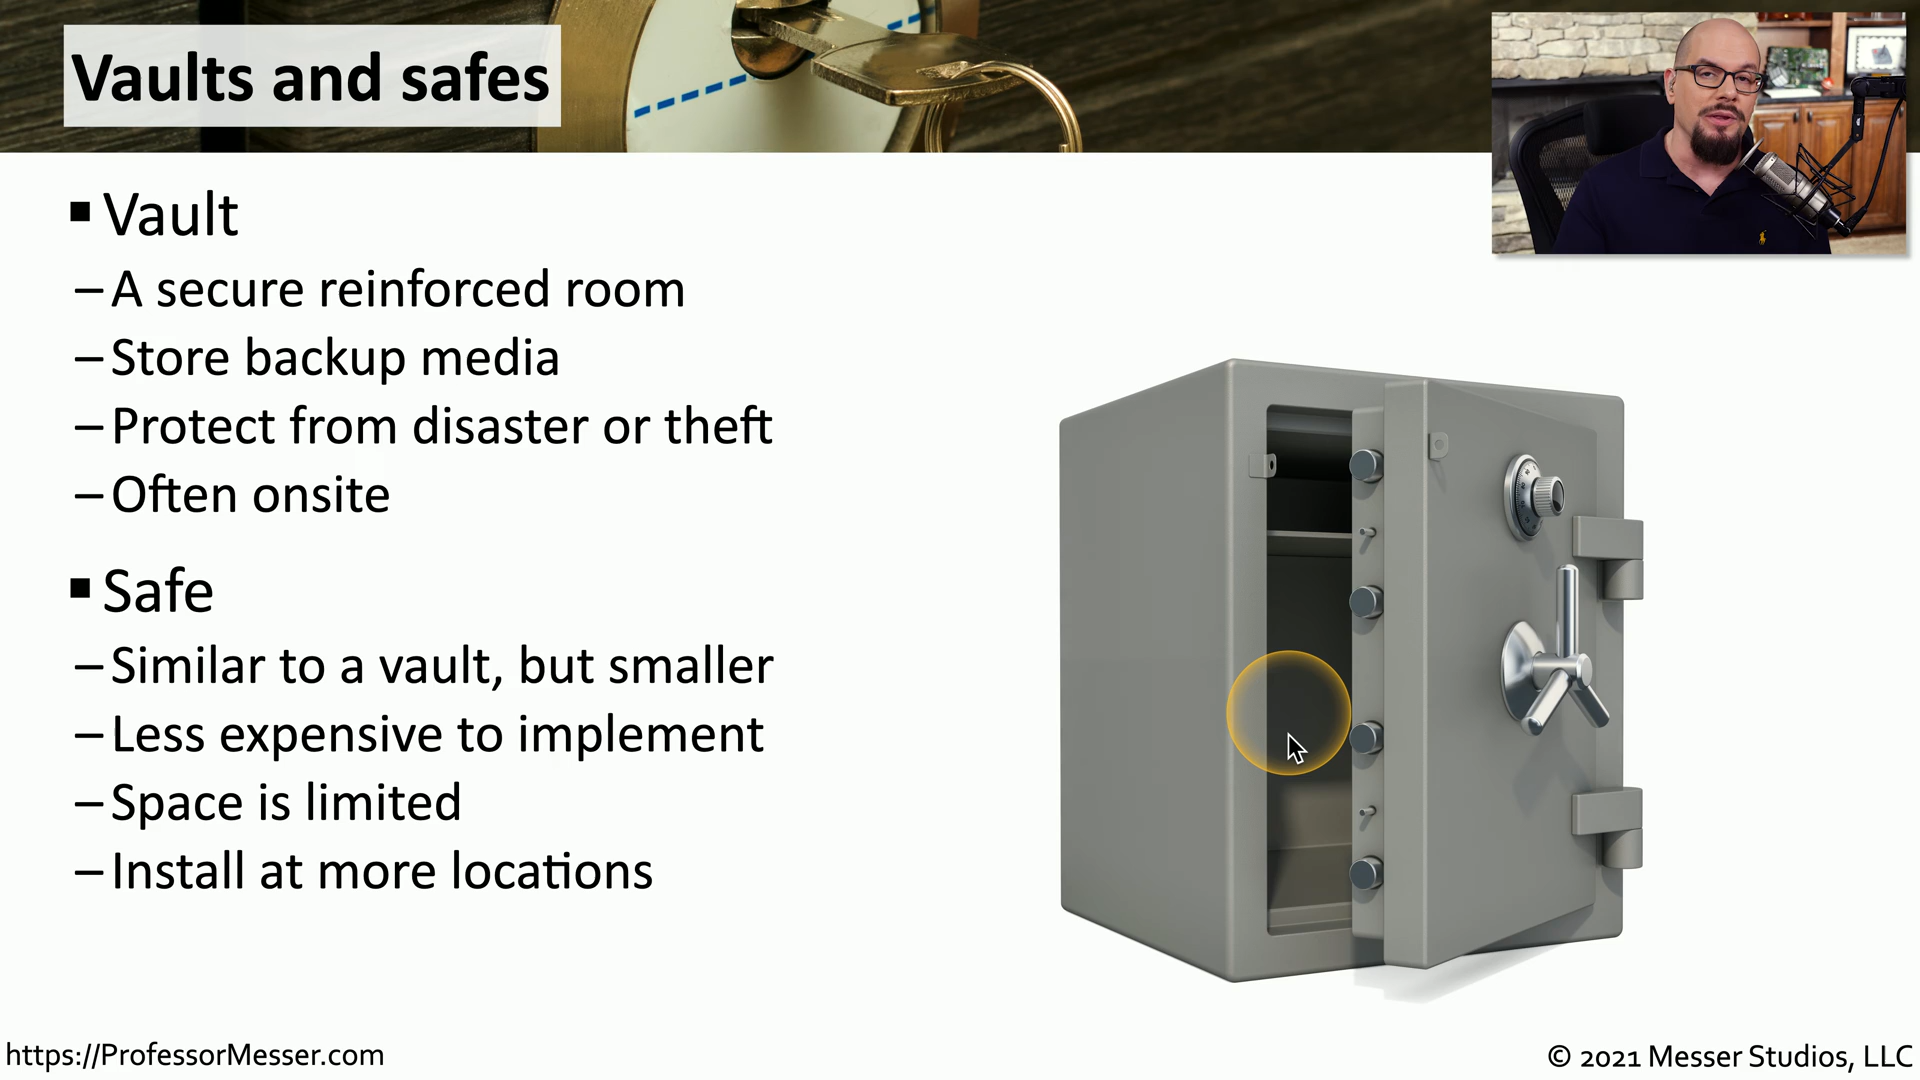 Vaults and safes
▪ Vault
– A secure reinforced room
– Store backup media
– Protect from disaster or theft
– Often onsite
▪ Safe
– Similar to a vault, but smaller
– Less expensive to implement
– Space is limited
– Install at more locations
https://ProfessorMesser.com
© 2021 Messer Studios, LLC